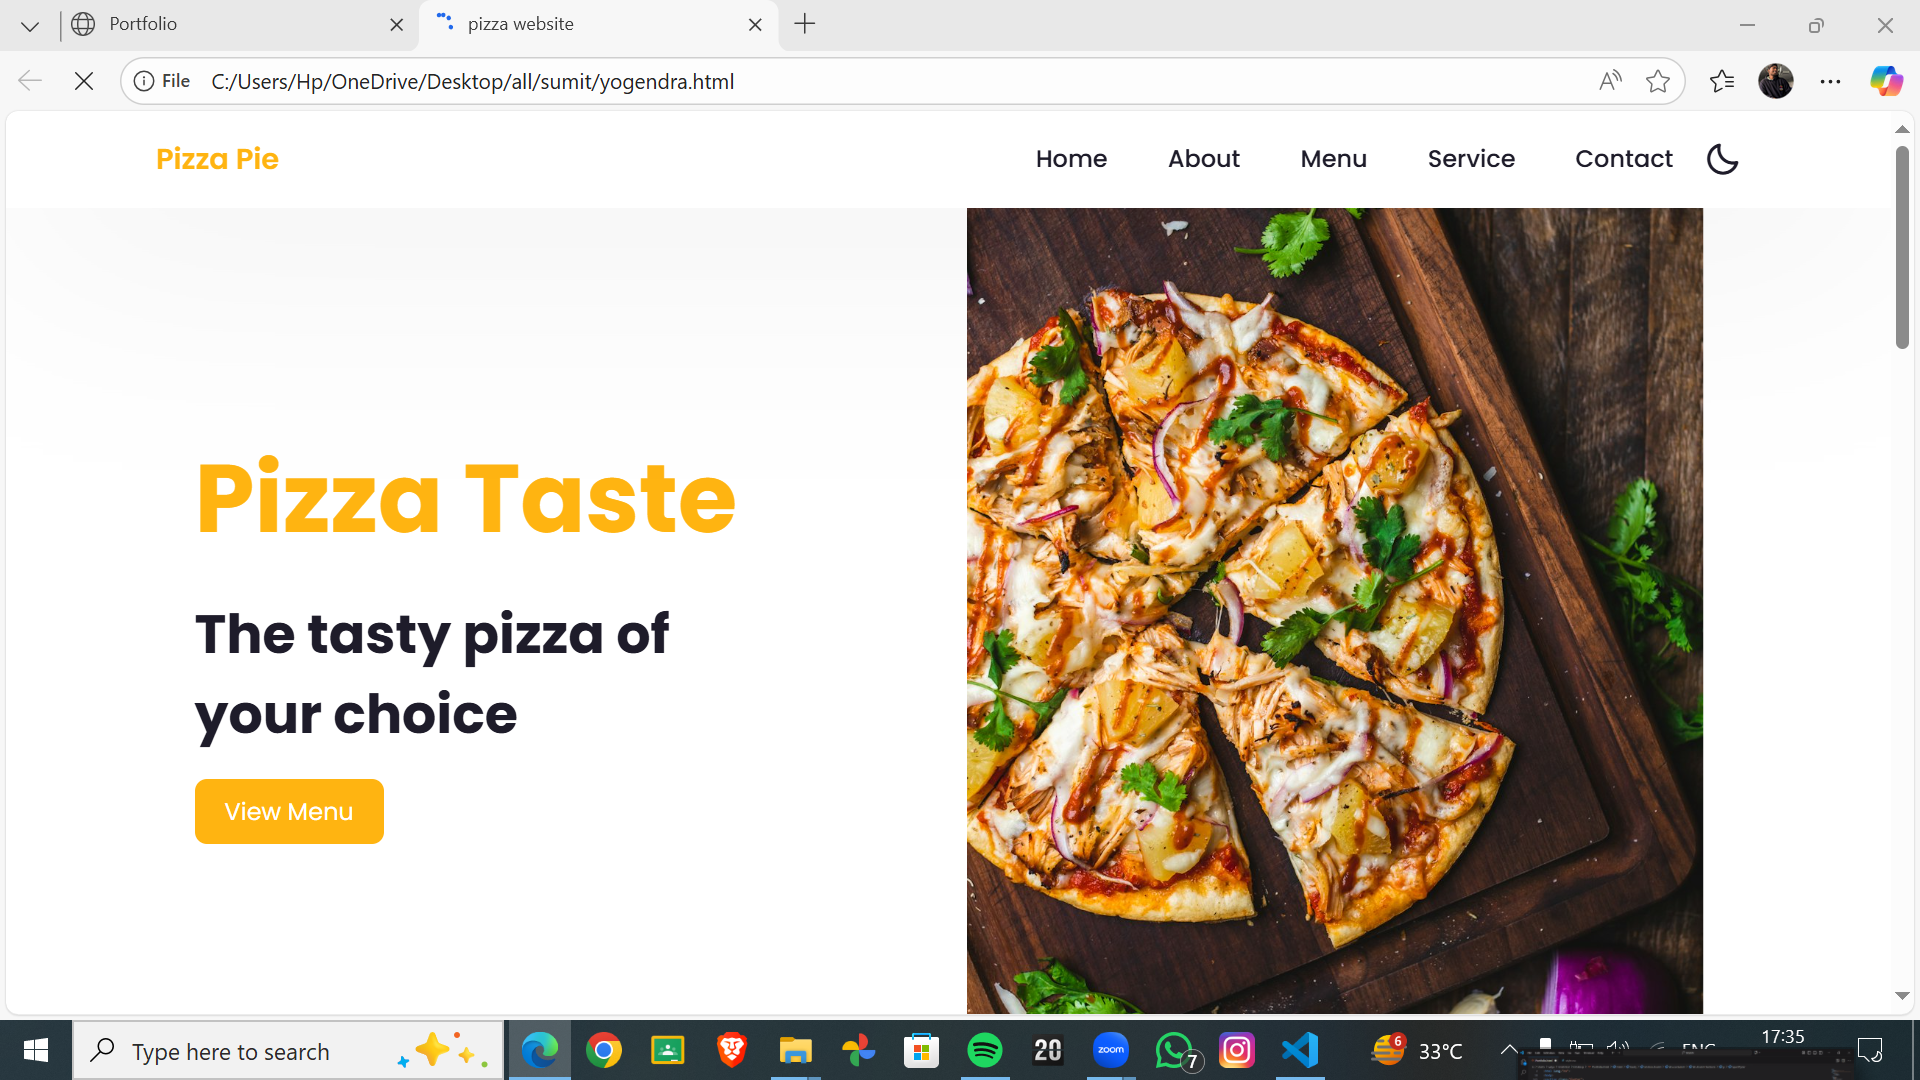 Portfolio
pizza website
File C:/Users/Hp/OneDrive/Desktop/all/sumit/yogendra.html
Pizza Pie
Home About Menu Service Contact
Pizza Taste
The tasty pizza of
your choice
View Menu
Type here to search
20
zoom
7
6
33°C
17:35